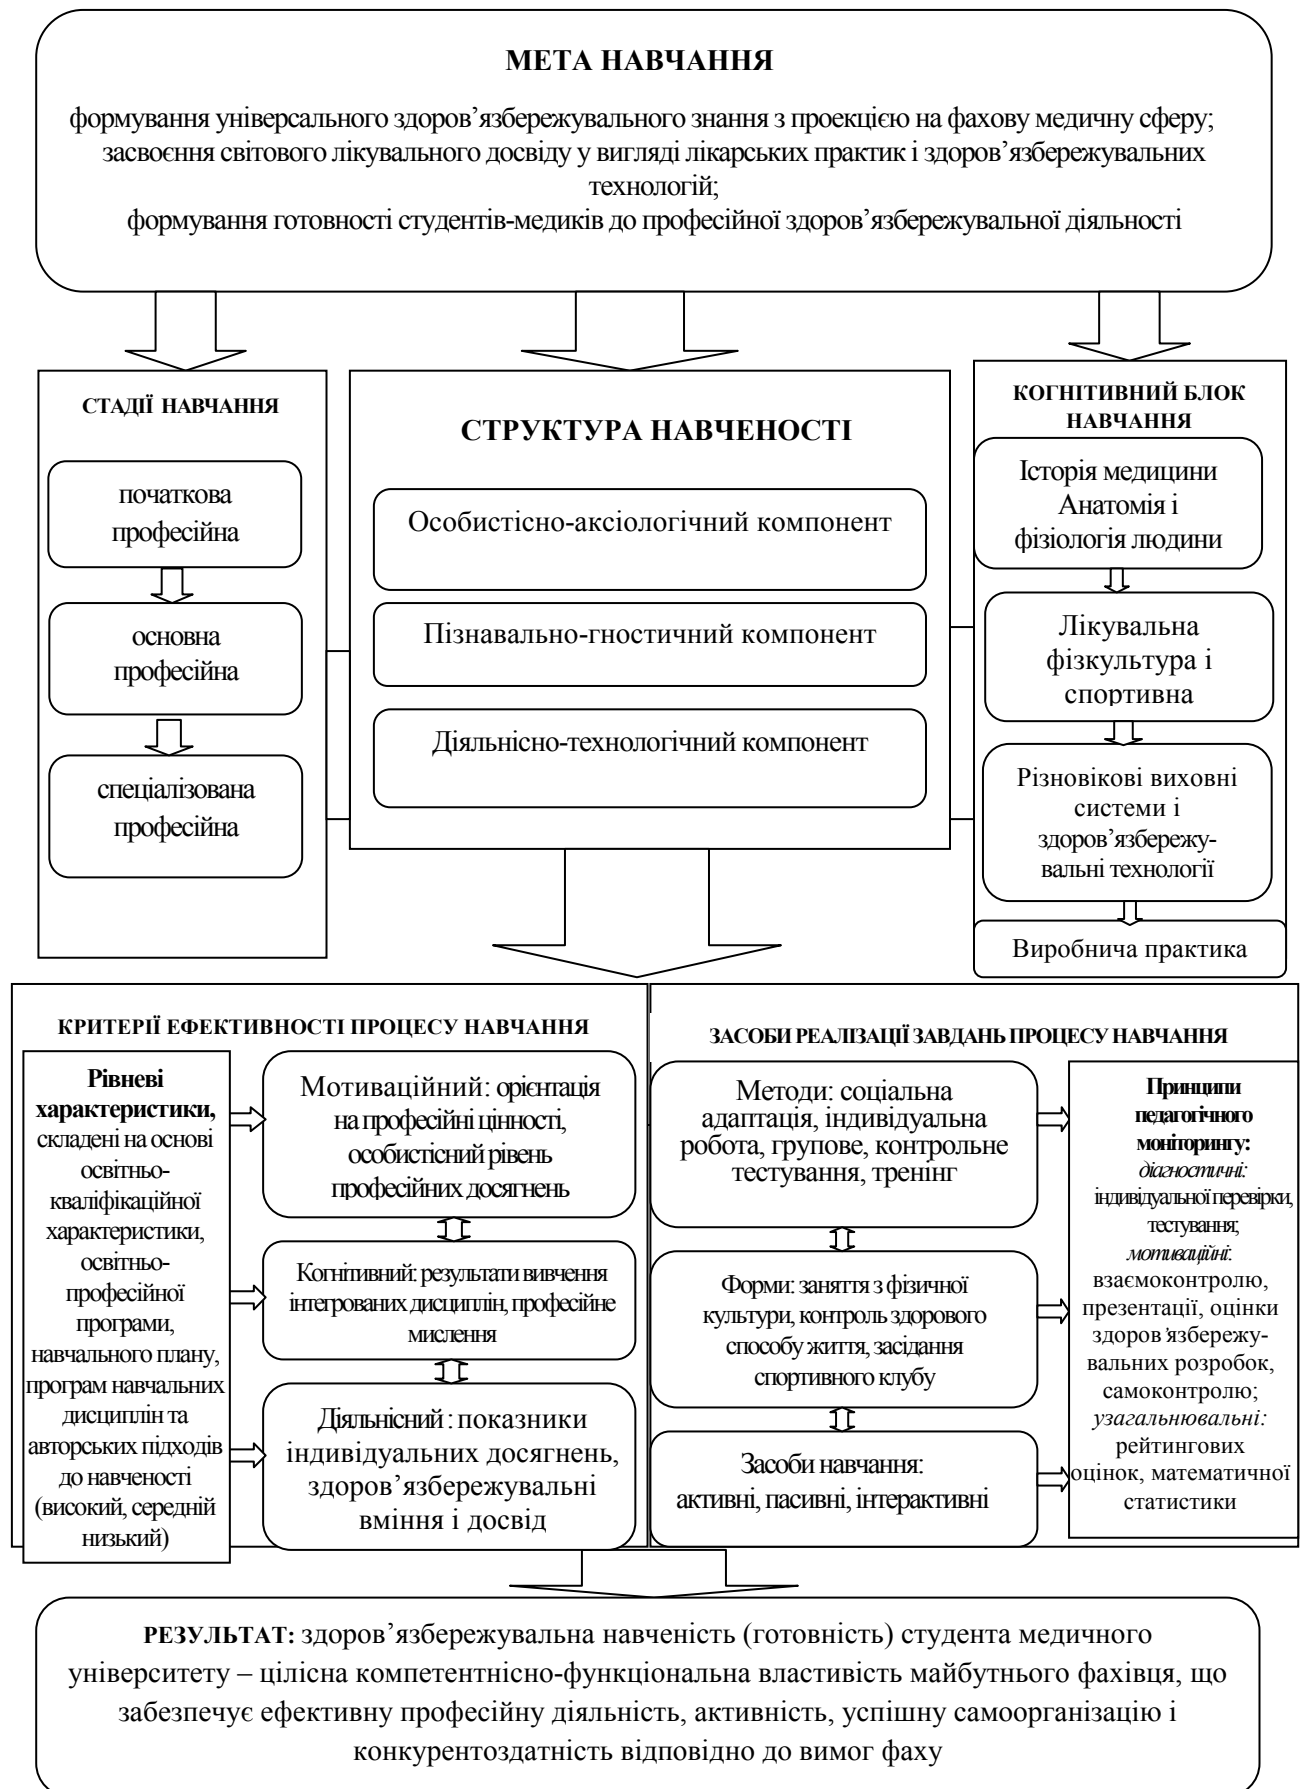 МЕТА НАВЧАННЯ
формування універсального здоров’язбережувального знання з проекцією на фахову медичну сферу;
засвоєння світового лікувального досвіду у вигляді лікарських практик і здоров’язбережувальних
технологій;
формування готовності студентів-медиків до професійної здоров’язбережувальної діяльності
СТАДІЇ НАВЧАННЯ
початкова
професійна
основна
професійна
спеціалізована
професійна
СТРУКТУРА НАВЧЕНОСТІ
Особистісно-аксіологічний компонент
Пізнавально-гностичний компонент
Діяльнісно-технологічний компонент
КОГНІТИВНИЙ БЛОК
НАВЧАННЯ
Історія медицини
Анатомія і
фізіологія людини
Лікувальна
фізкультура і
спортивна
Різновікові виховні
системи і
здоров’язбережу-
вальні технології
Виробнича практика
КРИТЕРІЇ ЕФЕКТИВНОСТІ ПРОЦЕСУ НАВЧАННЯ
Рівневі
характеристики,
складені на основі
освітньо-
кваліфікаційної
характеристики,
освітньо-
професійної
програми,
навчального плану,
програм навчальних
дисциплін та
авторських підходів
до навченості
(високий, середній
низький)
Мотиваційний: орієнтація
на професійні цінності,
особистісний рівень
професійних досягнень
Когнітивний: результати вивчення
інтегрованих дисциплін, професійне
мислення
Діяльнісний : показники
індивідуальних досягнень,
здоров’язбережувальні
вміння і досвід
ЗАСОБИ РЕАЛІЗАЦІЇ ЗАВДАНЬ ПРОЦЕСУ НАВЧАННЯ
Методи: соціальна
адаптація, індивідуальна
робота, групове, контрольне
тестування, тренінг
Форми: заняття з фізичної
культури, контроль здорового
способу життя, засідання
спортивного клубу
Засоби навчання:
активні, пасивні, інтерактивні
Принципи
педагогічного
моніторингу:
діагностичні:
індивідуальної перевірки,
тестування;
мотиваційні:
взаємоконтролю,
презентації, оцінки
здоров’язбережу-
вальних розробок,
самоконтролю;
узагальнювальні:
рейтингових
оцінок, математичної
статистики
РЕЗУЛЬТАТ: здоров’язбережувальна навченість (готовність) студента медичного
університету – цілісна компетентнісно-функціональна властивість майбутнього фахівця, що
забезпечує ефективну професійну діяльність, активність, успішну самоорганізацію і
конкурентоздатність відповідно до вимог фаху